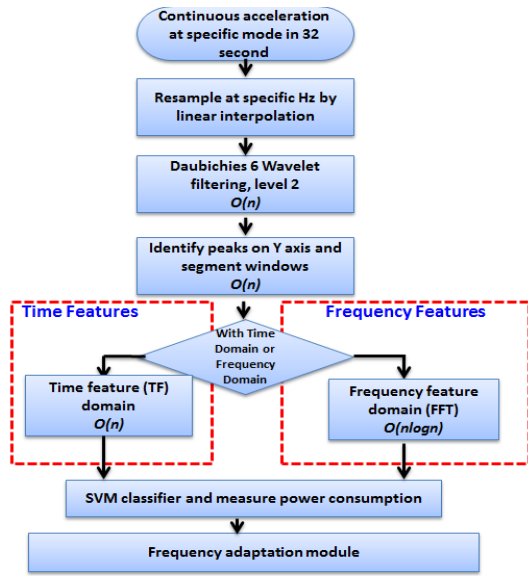 Continuous acceleration
at specific mode in 32
second
Resample at specific Hz by
linear interpolation
Daubichies 6 Wavelet
filtering, level 2
O(n)
Identify peaks on Y axis and
segment windows
O(n)
Time Features
Frequency Features
With Time
Domain or
Frequency
Domain
Time feature (TF)
domain
O(n)
Frequency feature
domain (FFT)
O(nlogn)
SVM classifier and measure power consumption
Frequency adaptation module